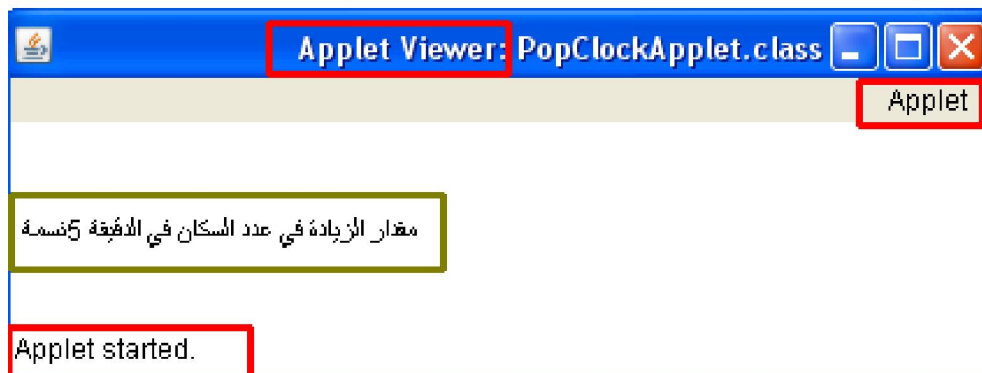 Applet Viewer: PopClockApplet.class
Applet
مقدار الزيادة في عدد السكان في الدقيقة 5نسمة
Applet started.